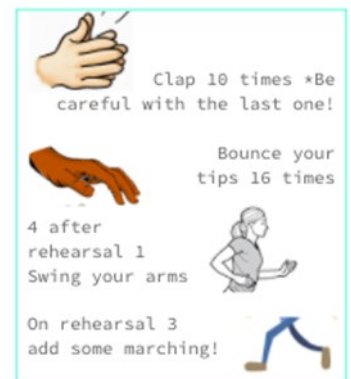 Clap 10 times *Be
careful with the last one!
Bounce your
tips 16 times
4 after
rehearsal 1
Swing your arms
On rehearsal 3
add some marching!